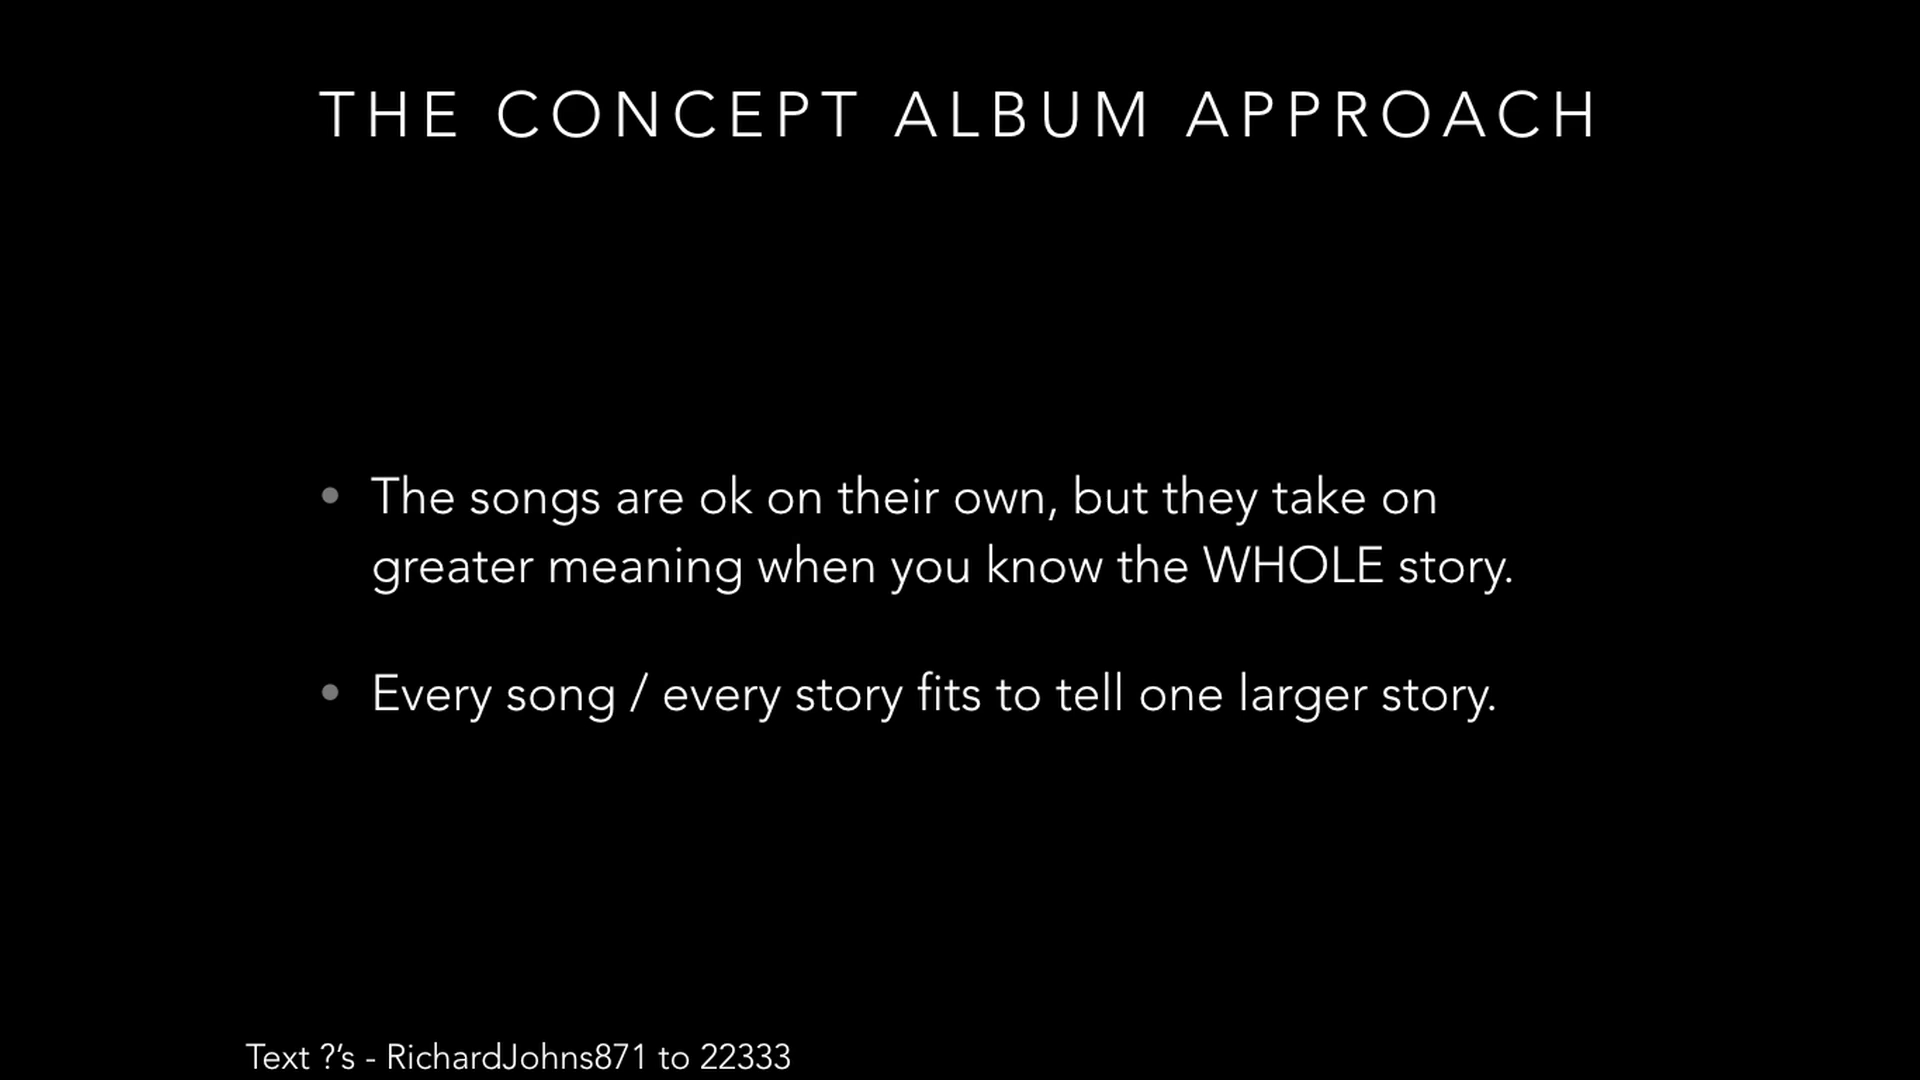 THE CONCEPT ALBUM APPROACH
• The songs are ok on their own, but they take on
greater meaning when you know the WHOLE story.
• Every song / every story fits to tell one larger story.
Text ?’s - RichardJohns871 to 22333